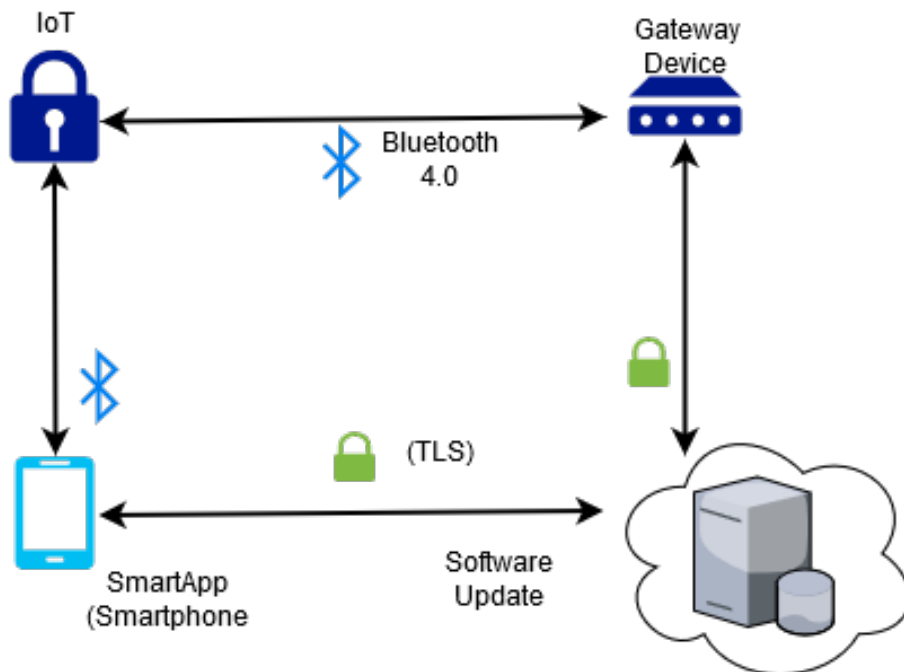 IoT
Gateway
Device
Bluetooth
4.0
(TLS)
SmartApp
(Smartphone
Software
Update